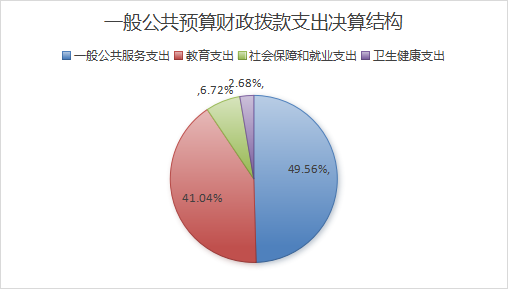 一般公共预算财政拨款支出决算结构
一般公共服务支出 教育支出 社会保障和就业支出 卫生健康支出
2.68%,
,6.72%
49.56%,
41.04%